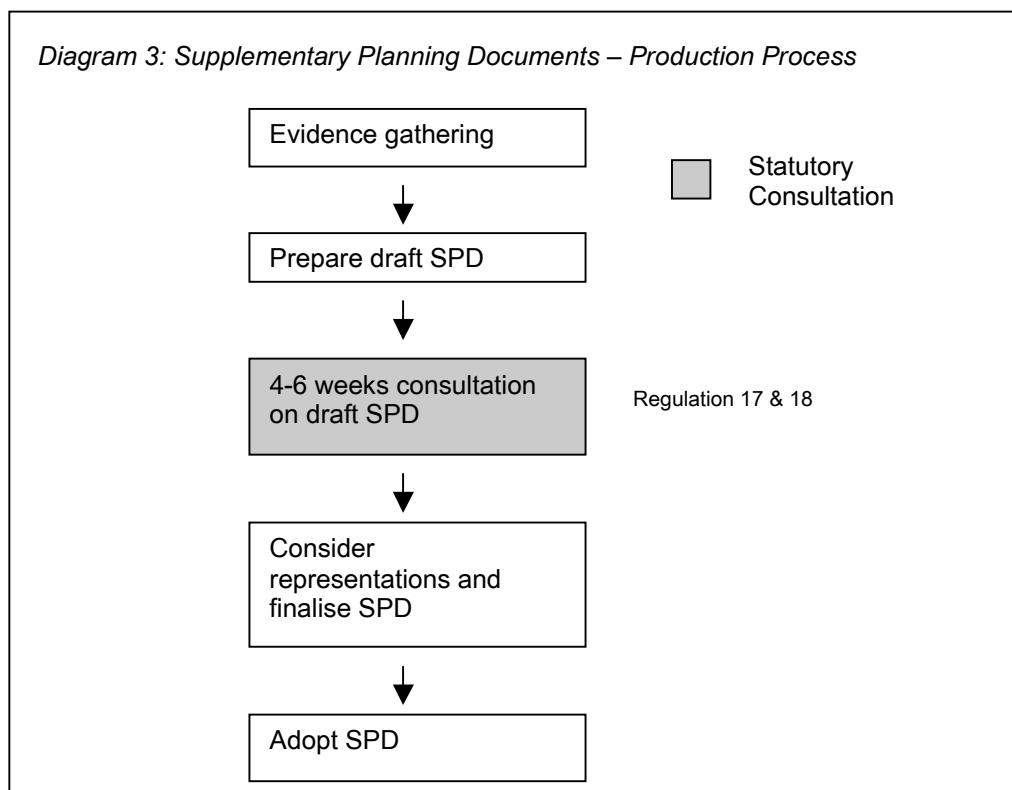 Diagram 3: Supplementary Planning Documents – Production Process
Evidence gathering
Statutory
Consultation
Prepare draft SPD
4-6 weeks consultation
on draft SPD
Regulation 17 & 18
Consider
representations and
finalise SPD
Adopt SPD